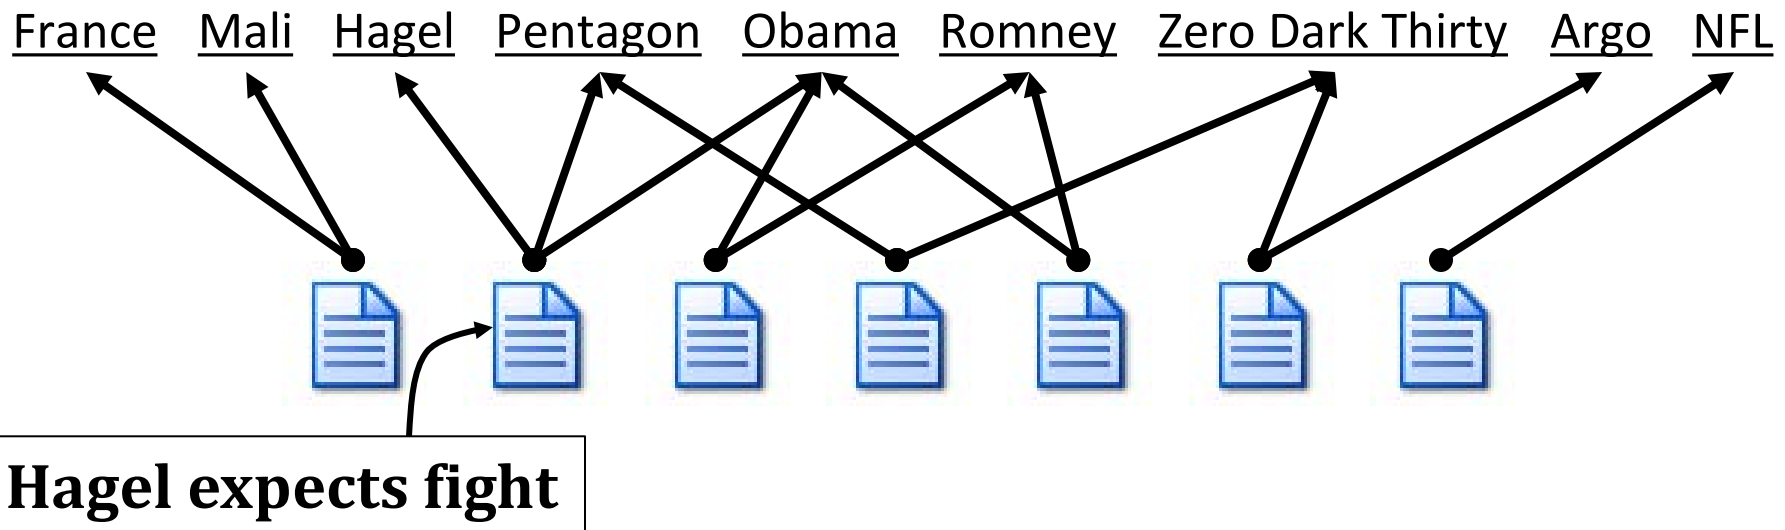 France Mali Hagel Pentagon Obama Romney Zero Dark Thirty Argo NFL
Hagel expects fight